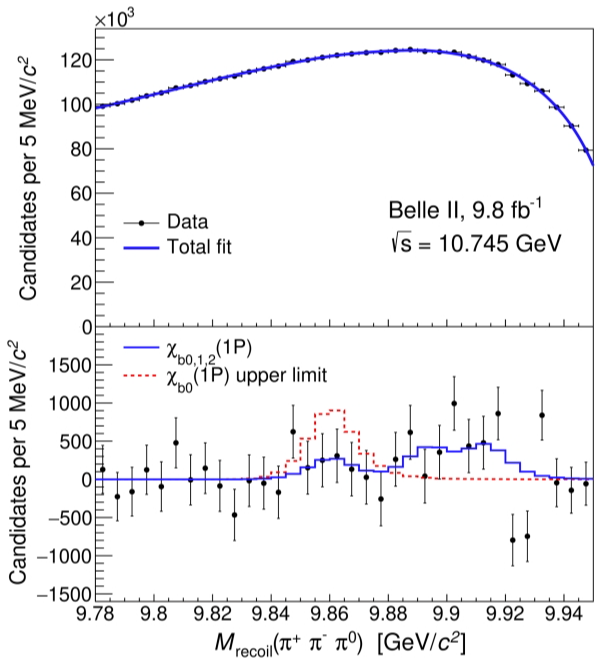 ×10³
Candidates per 5 MeV/c²
120
100
80
60
40
20
0
Data
Total fit
Belle II, 9.8 fb⁻¹
√s = 10.745 GeV
Candidates per 5 MeV/c²
1500
1000
500
0
−500
−1000
−1500
χb0,1,2(1P)
χb0(1P) upper limit
9.78 9.8 9.82 9.84 9.86 9.88 9.9 9.92 9.94
Mrecoil(π⁺ π⁻ π⁰) [GeV/c²]